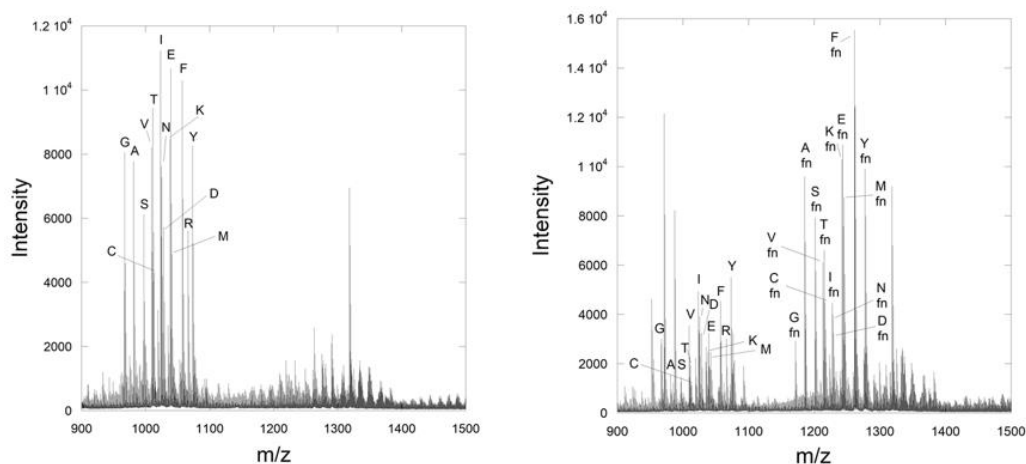 1.2 10⁴
1 10⁴
8000
6000
4000
2000
0
Intensity
I
E
F
T
K
V
N
Y
G
A
S
D
R
C
M
900
1000
1100
1200
1300
1400
1500
m/z
1.6 10⁴
1.4 10⁴
1.2 10⁴
1 10⁴
8000
6000
4000
2000
0
Intensity
F
fn
E
fn
K
fn
A
fn
Y
fn
M
fn
S
fn
T
fn
V
fn
I
fn
C
fn
N
fn
D
fn
G
fn
I
Y
N
D
F
V
G
T
E
R
K
C
A
S
M
900
1000
1100
1200
1300
1400
1500
m/z